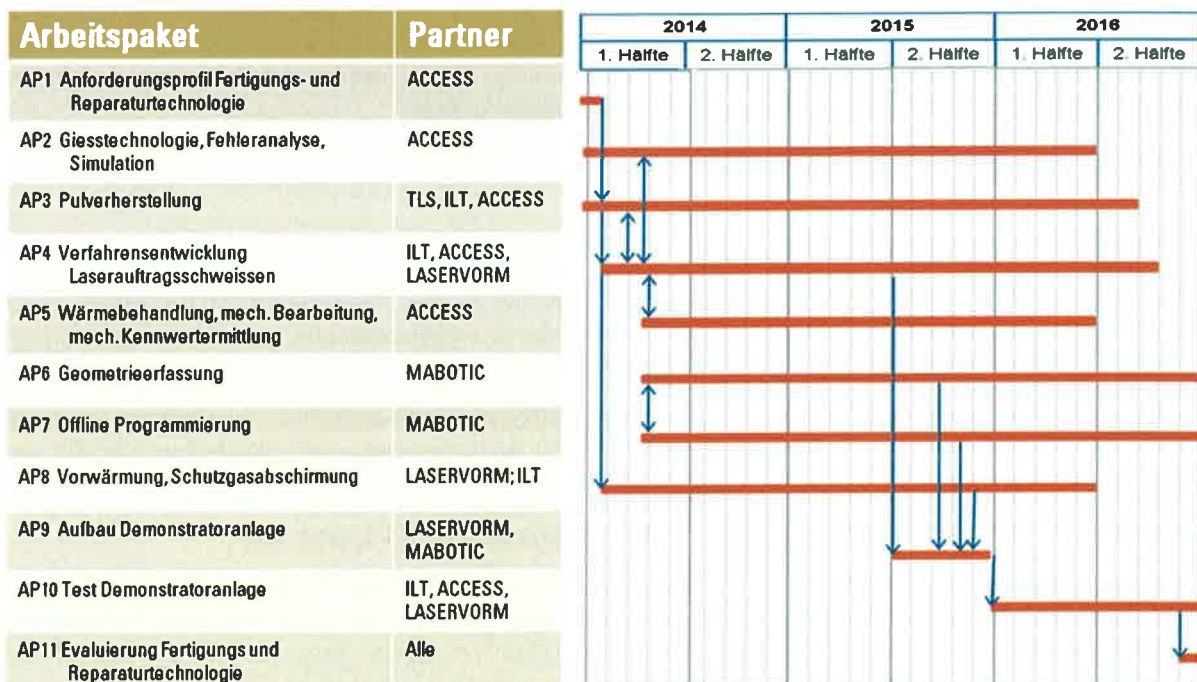 Arbeitspaket Partner
2014 2015 2016
1. Hälfte 2. Hälfte 1. Hälfte 2. Hälfte 1. Hälfte 2. Hälfte
AP1 Anforderungsprofil Fertigungs- und ACCESS
Reparaturtechnologie
AP2 Giesstechnologie, Fehleranalyse, ACCESS
Simulation
AP3 Pulverherstellung TLS, ILT, ACCESS
AP4 Verfahrensentwicklung ILT, ACCESS,
Laserauftragsschweissen LASERVORM
AP5 Wärmebehandlung, mech. Bearbeitung, ACCESS
mech. Kennwertermittlung
AP6 Geometrieerfassung MABOTIC
AP7 Offline Programmierung MABOTIC
AP8 Vorwärmung, Schutzgasabschirmung LASERVORM; ILT
AP9 Aufbau Demonstratoranlage LASERVORM,
MABOTIC
AP10 Test Demonstratoranlage ILT, ACCESS,
LASERVORM
AP11 Evaluierung Fertigungs und Alle
Reparaturtechnologie